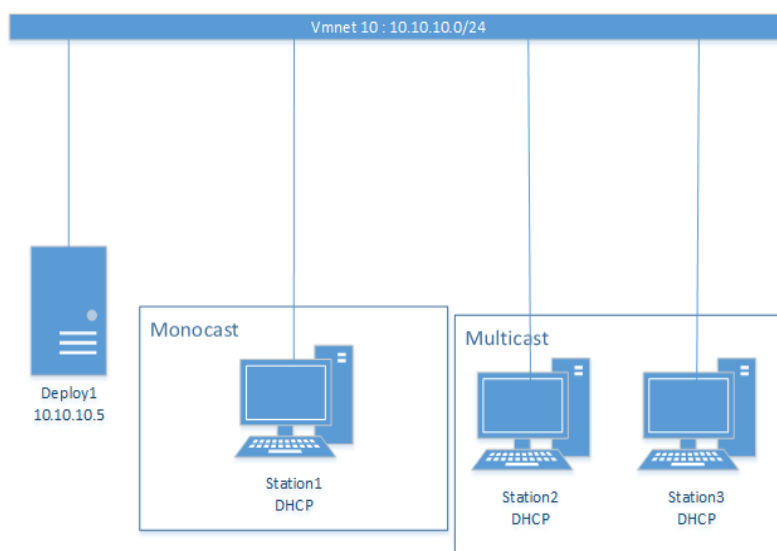 Vmnet 10 : 10.10.10.0/24
Monocast
Multicast
Deploy1
10.10.10.5
Station1
DHCP
Station2
DHCP
Station3
DHCP